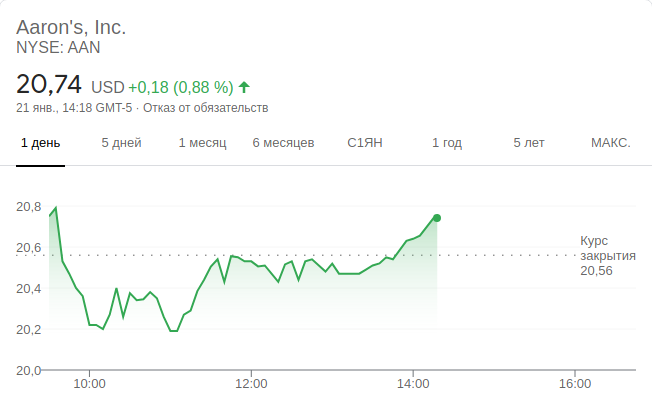 Aaron's, Inc.
NYSE: AAN
20,74 USD +0,18 (0,88 %)
21 янв., 14:18 GMT-5 · Отказ от обязательств
1 день 5 дней 1 месяц 6 месяцев С1ЯН 1 год 5 лет МАКС.
20,8
20,6
20,4
20,2
20,0
Курс
закрытия
20,56
10:00 12:00 14:00 16:00